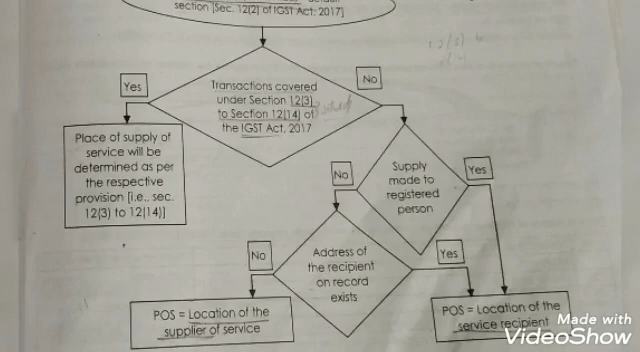 section [Sec. 12(2) of IGST Act, 2017]
Yes
No
Transactions covered
under Section 12(3)
to Section 12(14) of
the IGST Act, 2017
Place of supply of
service will be
determined as per
the respective
provision [i.e., sec.
12(3) to 12(14)]
No
Supply
made to
registered
person
Yes
No
Address of
the recipient
on record
exists
Yes
POS = Location of the
supplier of service
POS = Location of the
service recipient
Made with
VideoShow